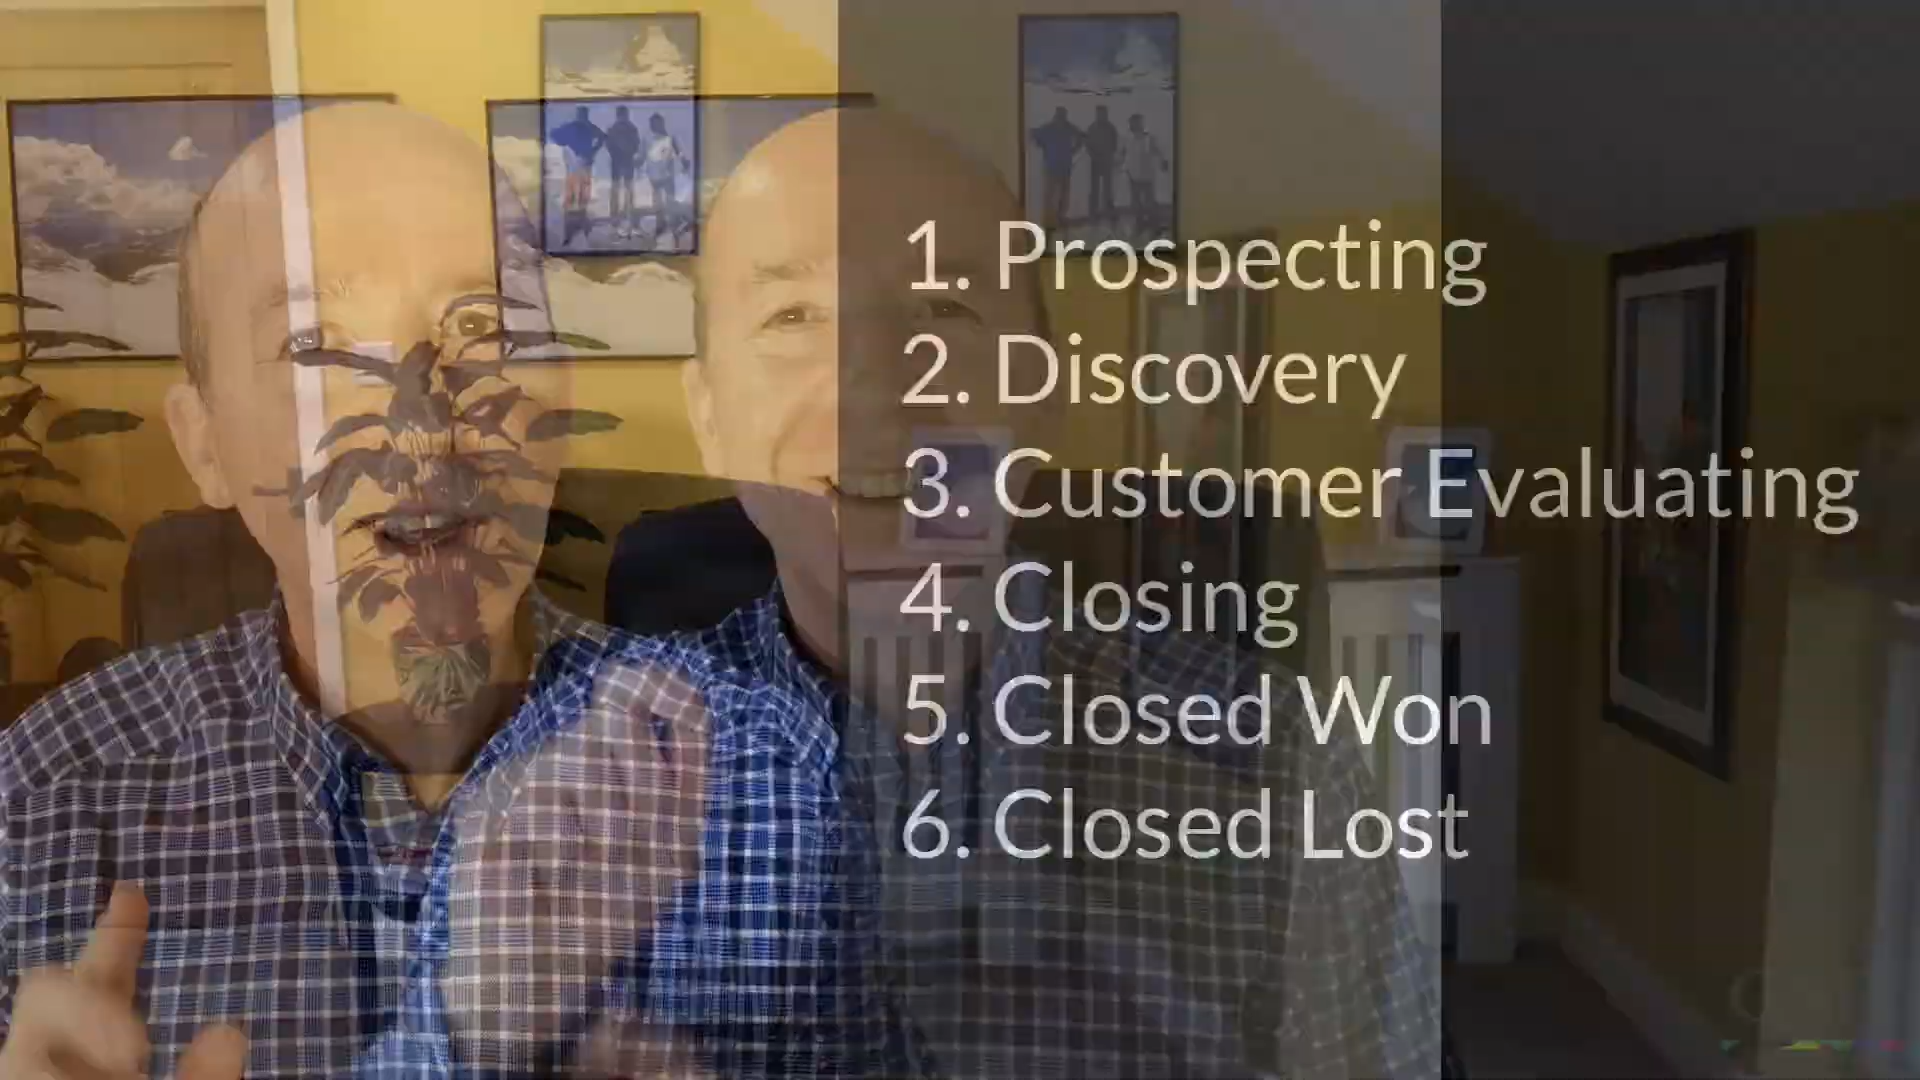 1. Prospecting
2. Discovery
3. Customer Evaluating
4. Closing
5. Closed Won
6. Closed Lost